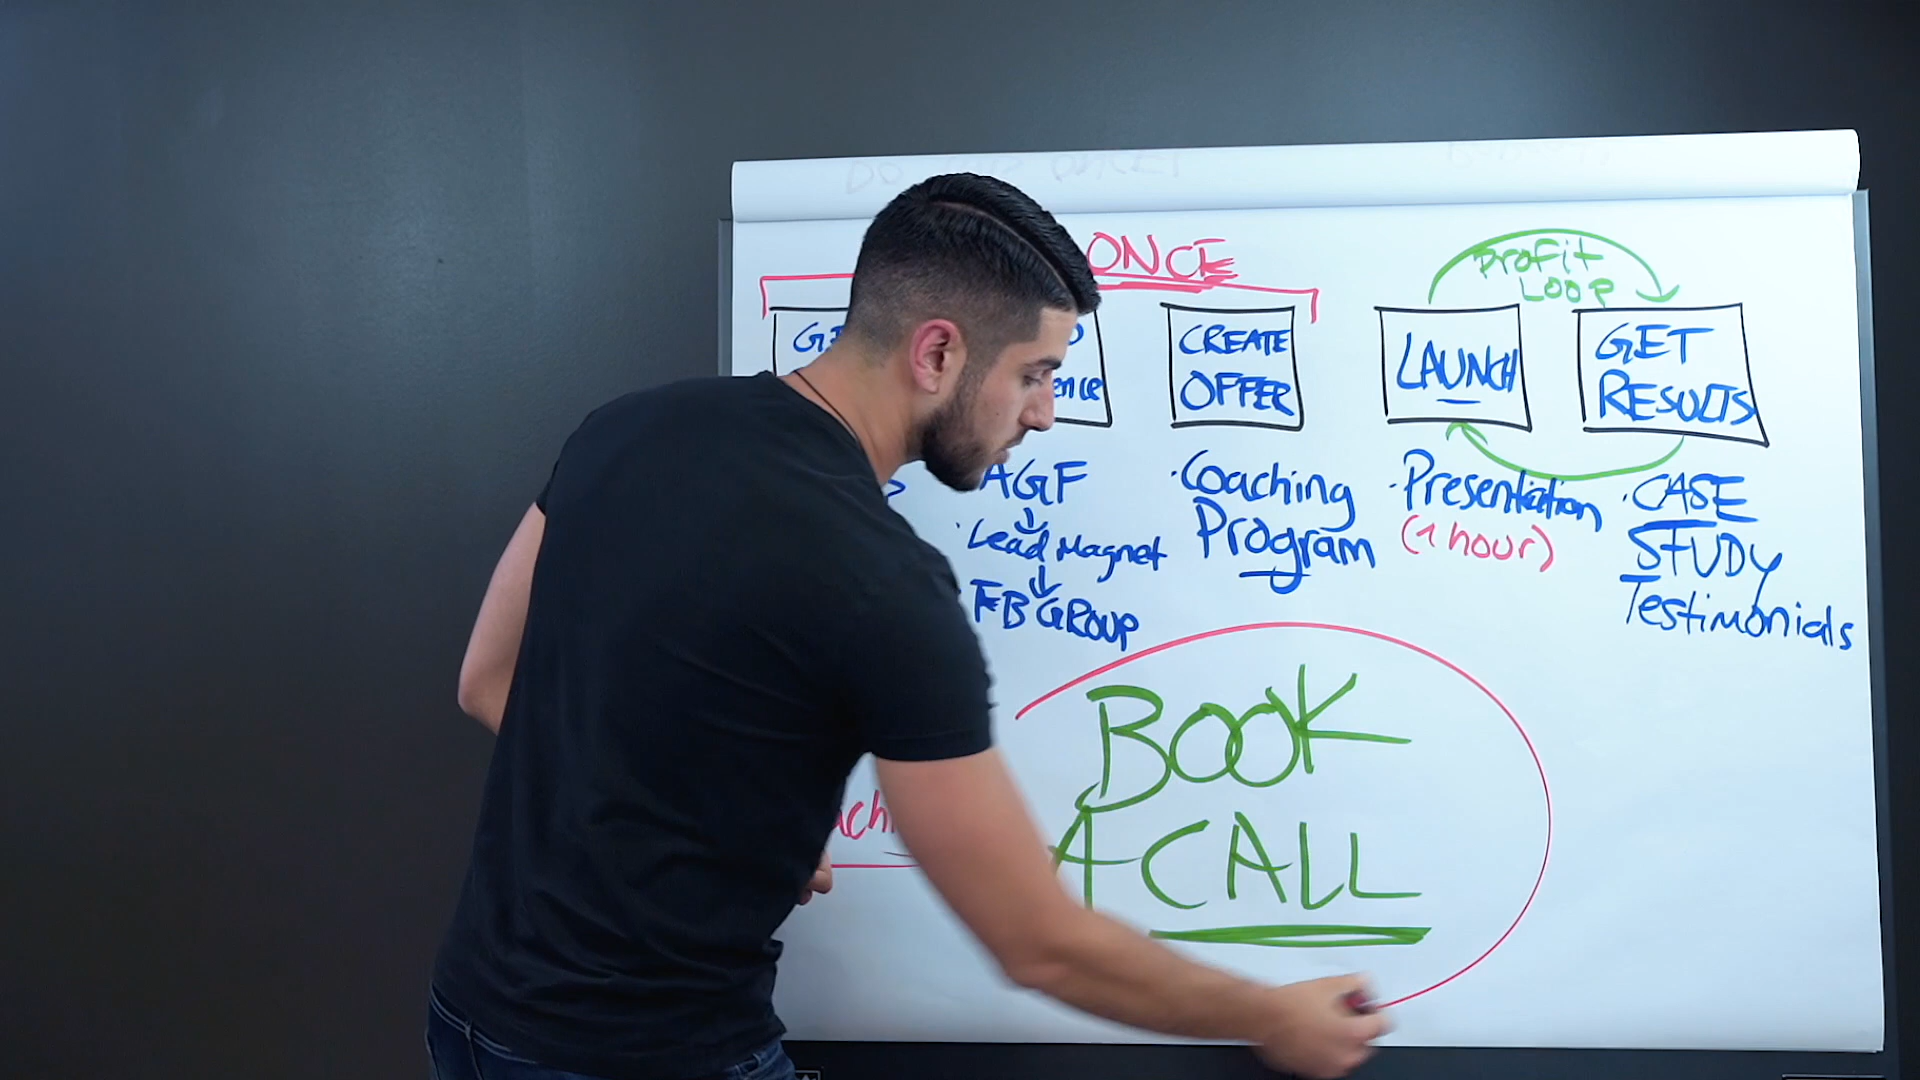 ONCE
Profit
LOOP
CREATE
OFFER
LAUNCH
GET
RESULTS
AGF
· Lead Magnet
· FB GROUP
· Coaching
Program
· Presentation
(1 hour)
· CASE
STUDY
Testimonials
BOOK
A CALL